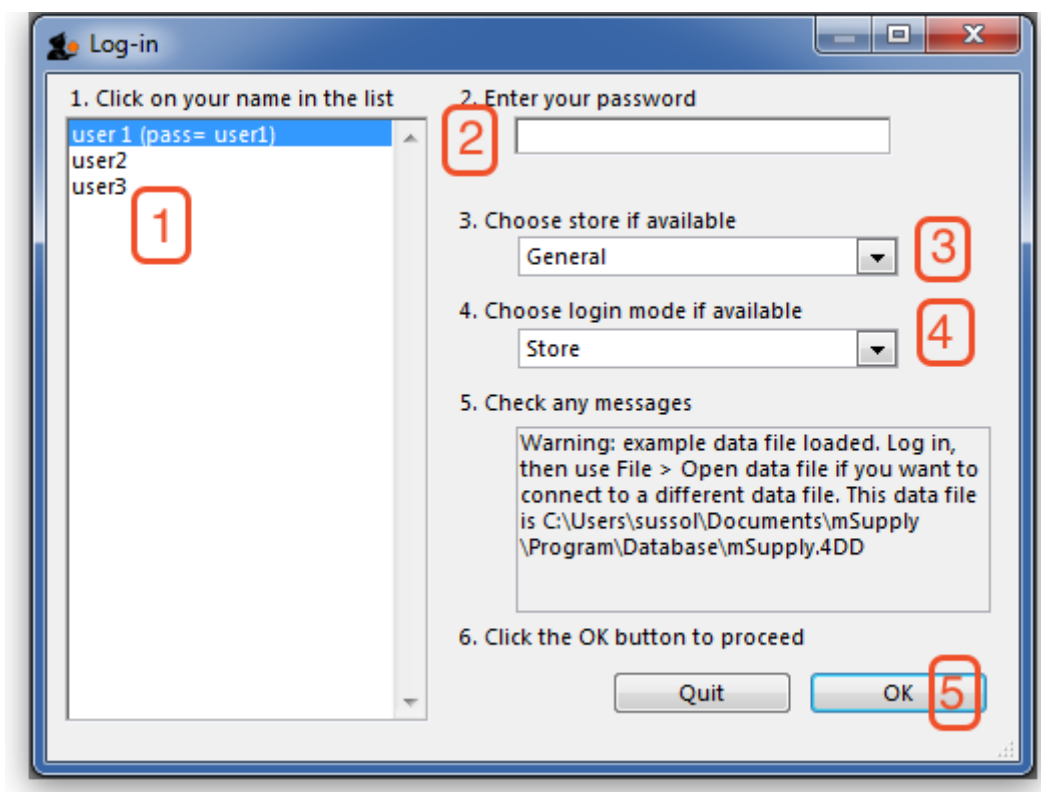 Log-in
1. Click on your name in the list
user 1 (pass= user1)
user2
user3
1
2. Enter your password
2
3. Choose store if available
General
3
4. Choose login mode if available
Store
4
5. Check any messages
Warning: example data file loaded. Log in,
then use File > Open data file if you want to
connect to a different data file. This data file
is C:\Users\sussol\Documents\mSupply
\Program\Database\mSupply.4DD
6. Click the OK button to proceed
Quit
OK
5